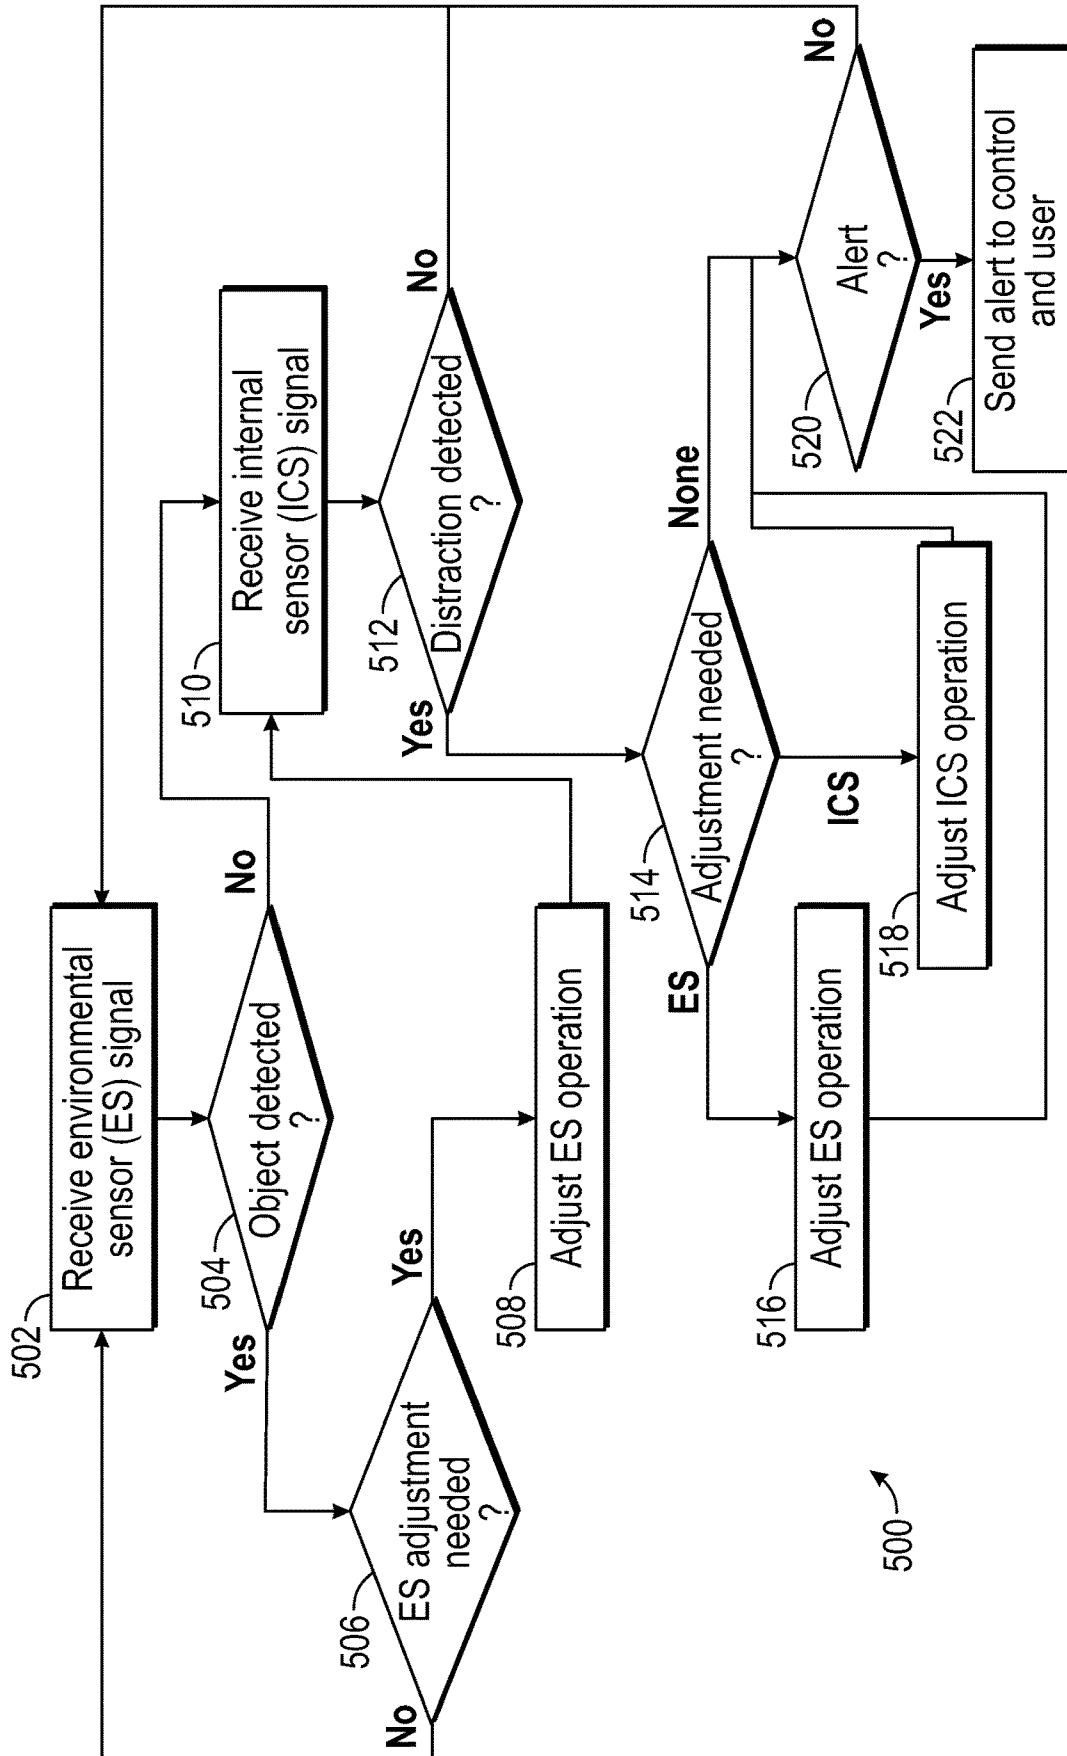 502
Receive environmental
sensor (ES) signal
504
Object detected
?
Yes
No
506
ES adjustment
needed
?
No
Yes
508
Adjust ES operation
510
Receive internal
sensor (ICS) signal
512
Distraction detected
?
Yes
No
514
Adjustment needed
?
ES
ICS
None
516
Adjust ES operation
518
Adjust ICS operation
520
Alert
?
No
Yes
522
Send alert to control
and user
500